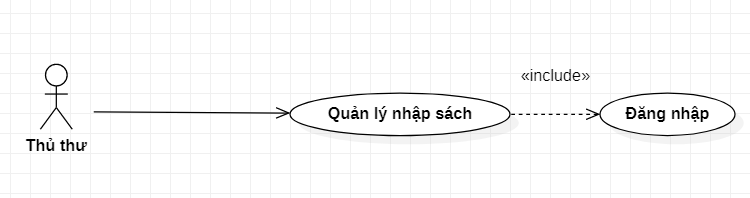 «include»
Quản lý nhập sách
Đăng nhập
Thủ thư